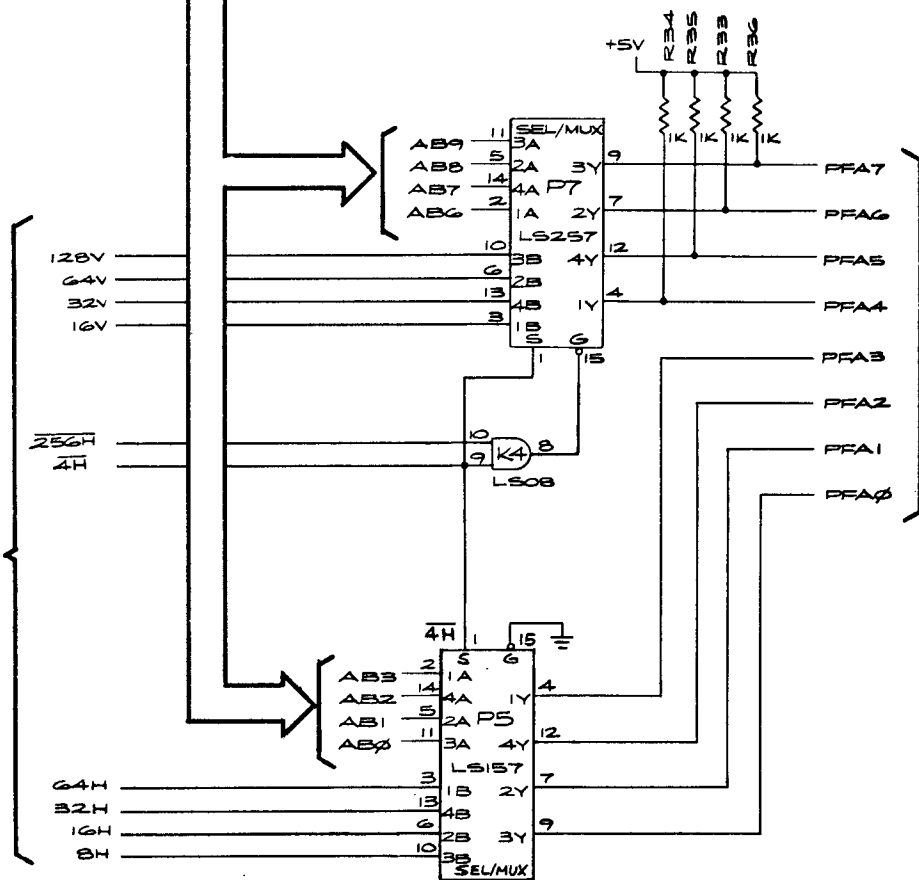 +5V
R34
R35
R33
R36
1K
1K
1K
1K
SEL/MUX
P7
LS257
AB9 11 3A
AB8 5 2A
AB7 14 4A
AB6 2 1A
128V 10 3B
64V 6 2B
32V 13 4B
16V 3 1B
3Y 9 PFA7
2Y 7 PFA6
4Y 12 PFA5
1Y 4 PFA4
S G
1 15
PFA3
PFA2
PFA1
PFAØ
256H 10
4H 9
K4 8
LS08
4H 1 15
S G
AB3 2 1A
AB2 14 4A
AB1 5 2A
ABØ 11 3A
P5
LS157
64H 3 1B
32H 13 4B
16H 6 2B
8H 10 3B
1Y 4
4Y 12
2Y 7
3Y 9
SEL/MUX